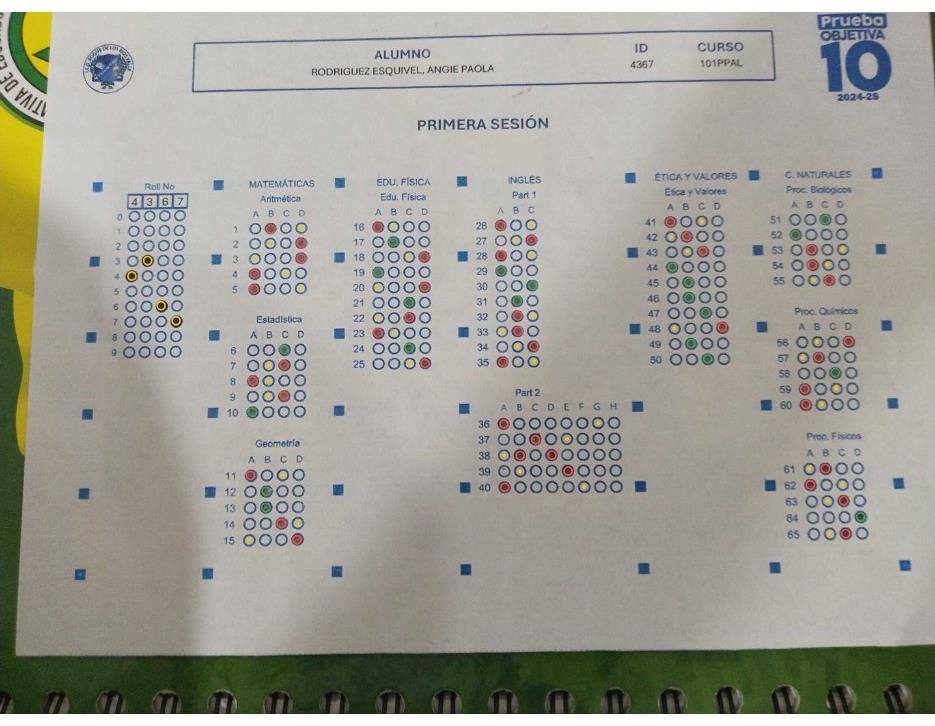 Prueba
OBJETIVA
10
2024-25
ALUMNO ID CURSO
RODRIGUEZ ESQUIVEL, ANGIE PAOLA 4367 101PPAL
PRIMERA SESIÓN
Roll No
4 3 6 7
0
1
2
3
4
5
6
7
8
9
MATEMÁTICAS
Aritmética
A B C D
1
2
3
4
5
Estadística
A B C D
6
7
8
9
10
Geometría
A B C D
11
12
13
14
15
EDU. FÍSICA
Edu. Física
A B C D
16
17
18
19
20
21
22
23
24
25
INGLÉS
Part 1
A B C
26
27
28
29
30
31
32
33
34
35
Part 2
A B C D E F G H
36
37
38
39
40
ÉTICA Y VALORES
Etica y Valores
A B C D
41
42
43
44
45
46
47
48
49
50
C. NATURALES
Proc. Biológicos
A B C D
51
52
53
54
55
Proc. Químicos
A B C D
56
57
58
59
60
Proc. Físicos
A B C D
61
62
63
64
65